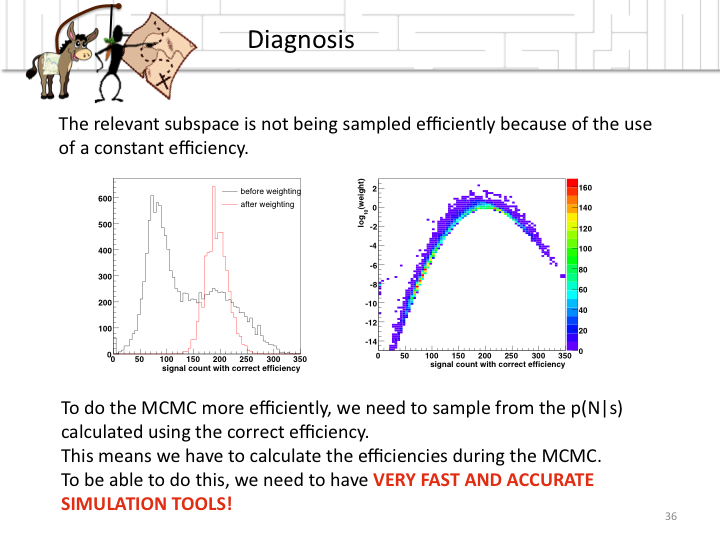 Diagnosis
The relevant subspace is not being sampled efficiently because of the use
of a constant efficiency.
600
500
400
300
200
100
0
0 50 100 150 200 250 300 350
signal count with correct efficiency
before weighting
after weighting
log10(weight)
2
0
-2
-4
-6
-8
-10
-12
-14
0 50 100 150 200 250 300 350
signal count with correct efficiency
160
140
120
100
80
60
40
20
0
To do the MCMC more efficiently, we need to sample from the p(N|s)
calculated using the correct efficiency.
This means we have to calculate the efficiencies during the MCMC.
To be able to do this, we need to have VERY FAST AND ACCURATE
SIMULATION TOOLS!
36